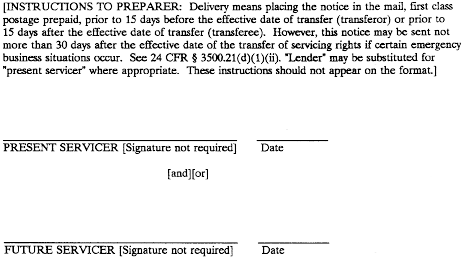 [INSTRUCTIONS TO PREPARER: Delivery means placing the notice in the mail, first class
postage prepaid, prior to 15 days before the effective date of transfer (transferor) or prior to
15 days after the effective date of transfer (transferee). However, this notice may be sent not
more than 30 days after the effective date of the transfer of servicing rights if certain emergency
business situations occur. See 24 CFR § 3500.21(d)(1)(ii). "Lender" may be substituted for
"present servicer" where appropriate. These instructions should not appear on the format.]
PRESENT SERVICER [Signature not required] Date
[and][or]
FUTURE SERVICER [Signature not required] Date